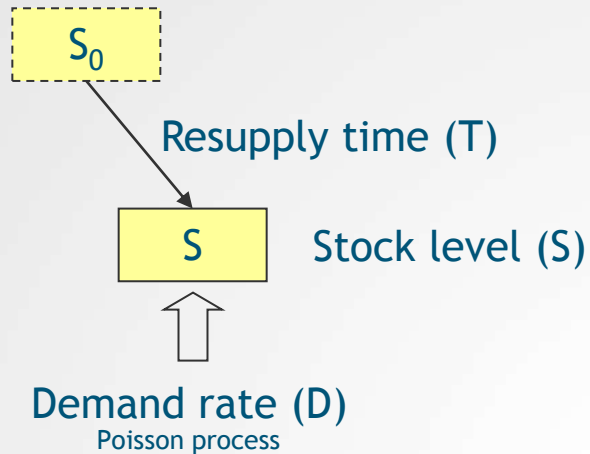 S₀
Resupply time (T)
S
Stock level (S)
Demand rate (D)
Poisson process